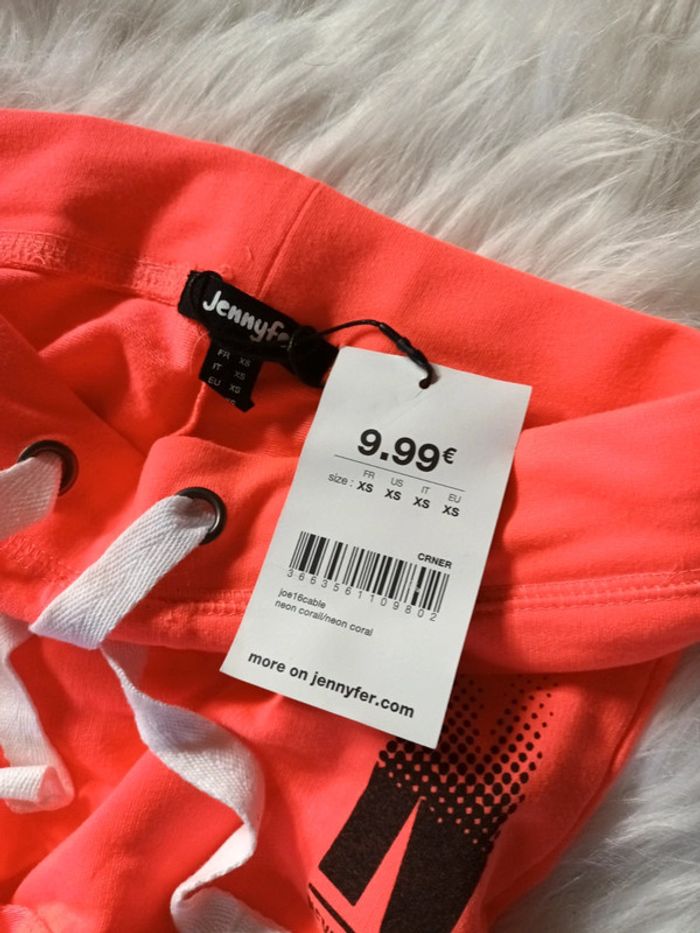 Jennyfer
FR XS
IT XS
EU XS
9.99€
FR US IT EU
size : XS XS XS XS
CRNER
3663561109802
joe16cable
neon corail/neon coral
more on jennyfer.com